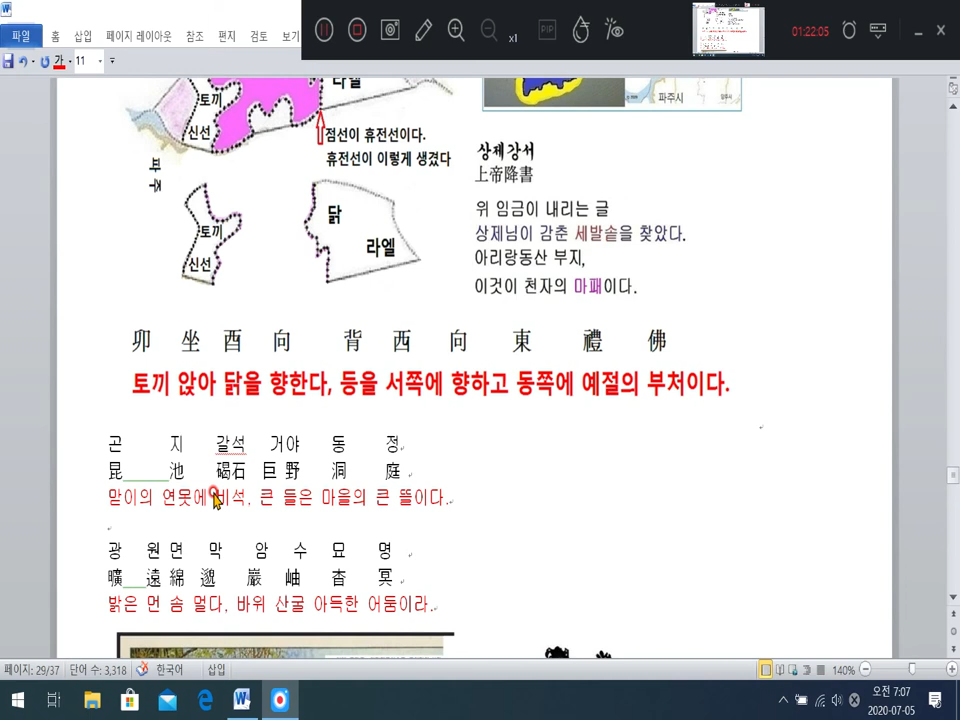 파일 홈 삽입 페이지 레이아웃 참조 편지 검토 보기
x1
PIP
01:22:05
가 11
토끼
신선
라엘
점선이 휴전선이다.
휴전선이 이렇게 생겼다
파주시
토끼
신선
닭
라엘
상제강서
上帝降書
위 임금이 내리는 글
상제님이 감춘 세발솥을 찾았다.
아리랑동산 부지,
이것이 천자의 마패이다.
卯 坐 酉 向 背 西 向 東 禮 佛
토끼 앉아 닭을 향한다, 등을 서쪽에 향하고 동쪽에 예절의 부처이다.
곤 지 갈석 거야 동 정
昆 池 碣石 巨 野 洞 庭
맏이의 연못에 비석, 큰 들은 마을의 큰 뜰이다.
광 원 면 막 암 수 묘 명
曠 遠 綿 邈 巖 岫 杳 冥
밝은 먼 솜 멀다, 바위 산굴 아득한 어둠이라.
페이지: 29/37 단어 수: 3,318 한국어 삽입 140%
오전 7:07
2020-07-05